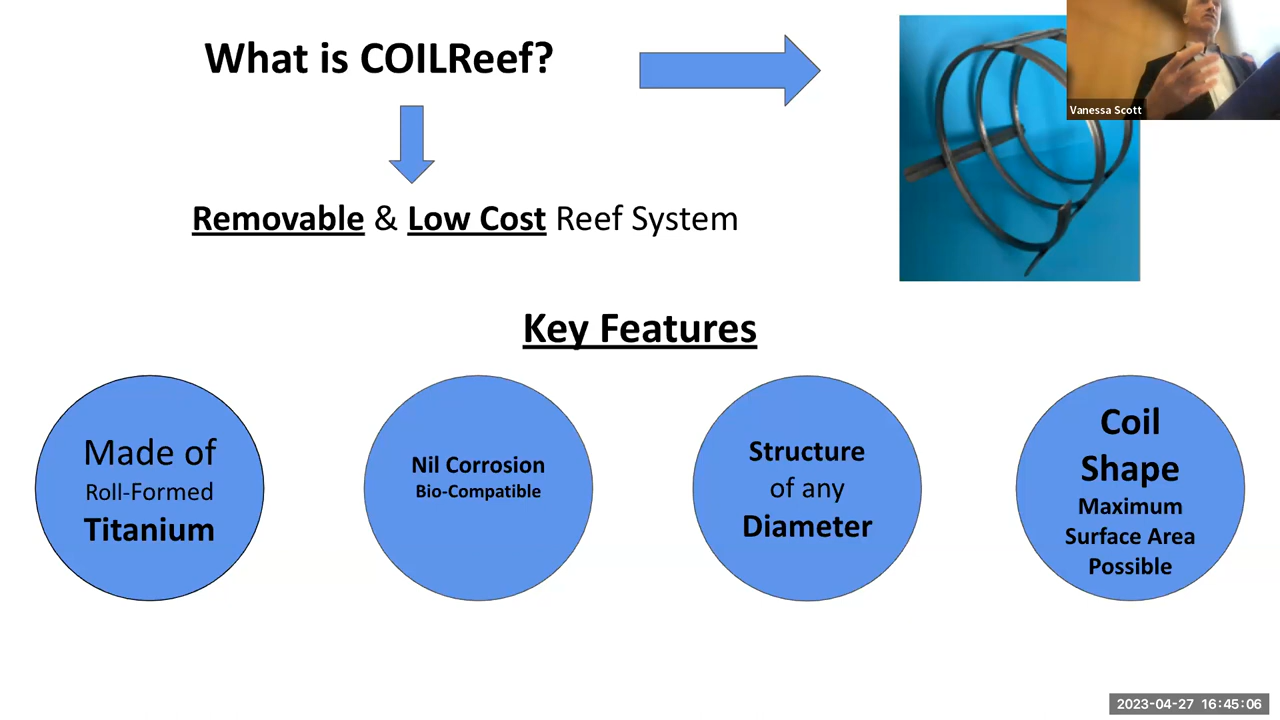 What is COILReef?
Vanessa Scott
Removable & Low Cost Reef System
Key Features
Made of
Roll-Formed
Titanium
Nil Corrosion
Bio-Compatible
Structure
of any
Diameter
Coil
Shape
Maximum
Surface Area
Possible
2023-04-27 16:45:06